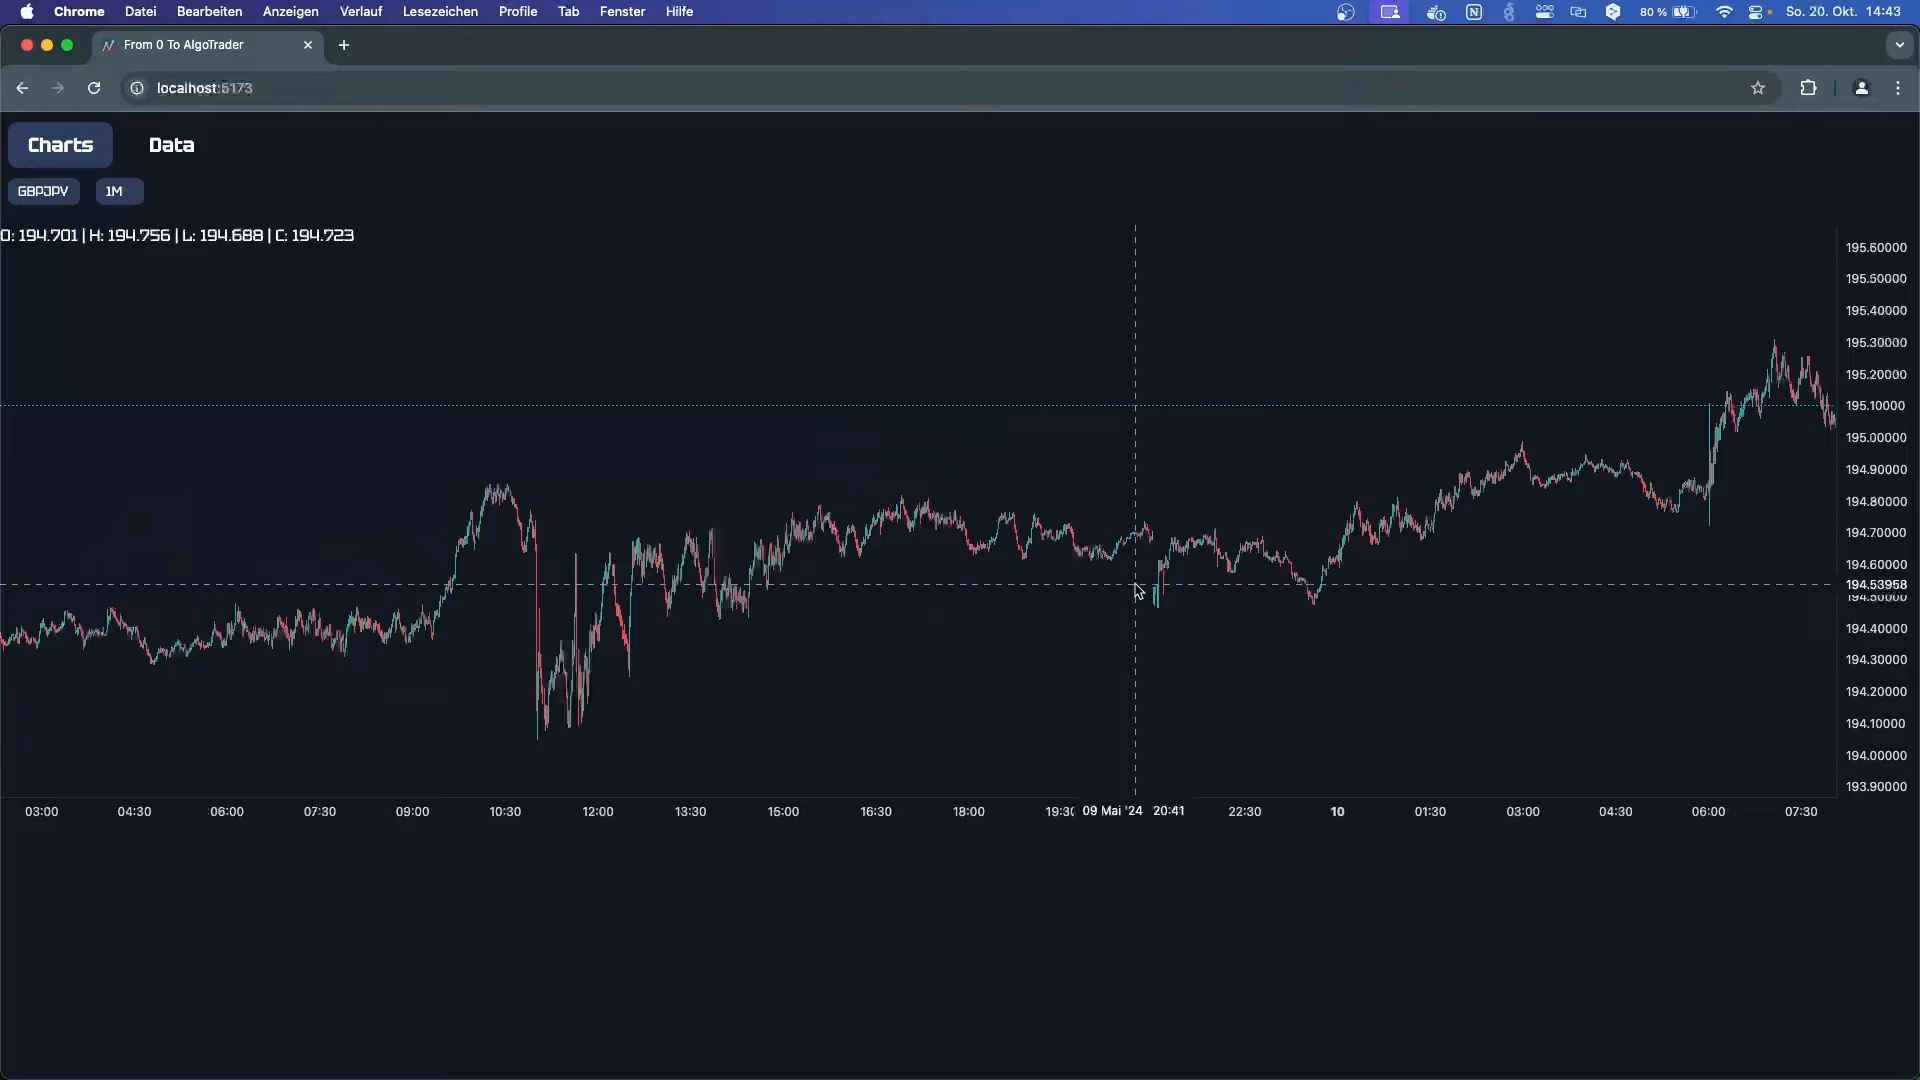 Chrome Datei Bearbeiten Anzeigen Verlauf Lesezeichen Profile Tab Fenster Hilfe 80 % So. 20. Okt. 14:43
From 0 To AlgoTrader
localhost:5173
Charts Data
GBPJPY 1M
O: 194.701 | H: 194.756 | L: 194.688 | C: 194.723
195.60000
195.50000
195.40000
195.30000
195.20000
195.10000
195.00000
194.90000
194.80000
194.70000
194.60000
194.53958
194.50000
194.40000
194.30000
194.20000
194.10000
194.00000
193.90000
03:00 04:30 06:00 07:30 09:00 10:30 12:00 13:30 15:00 16:30 18:00 19:30 09 Mai '24 20:41 22:30 10 01:30 03:00 04:30 06:00 07:30